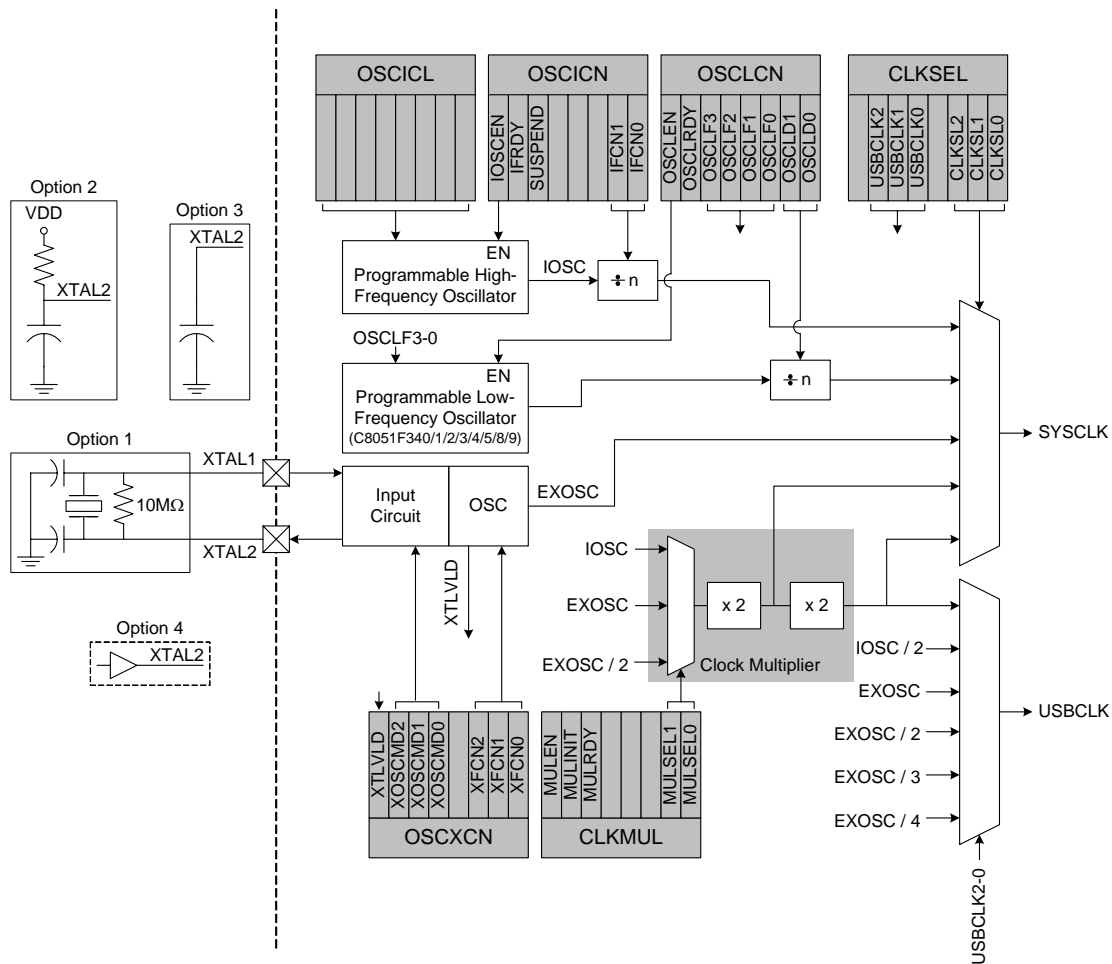 OSCICL
OSCICN
OSCLCN
CLKSEL
IOSCEN
IFRDY
SUSPEND
IFCN1
IFCN0
OSCLEN
OSCLRDY
OSCLF3
OSCLF2
OSCLF1
OSCLF0
OSCLD1
OSCLD0
USBCLK2
USBCLK1
USBCLK0
CLKSL2
CLKSL1
CLKSL0
Option 2
VDD
XTAL2
Option 3
XTAL2
EN
Programmable High-
Frequency Oscillator
IOSC
÷ n
OSCLF3-0
EN
Programmable Low-
Frequency Oscillator
(C8051F340/1/2/3/4/5/8/9)
÷ n
SYSCLK
Option 1
10MΩ
XTAL1
XTAL2
Input
Circuit
OSC
EXOSC
XTLVLD
IOSC
EXOSC
EXOSC / 2
x 2
x 2
Clock Multiplier
Option 4
XTAL2
IOSC / 2
EXOSC
EXOSC / 2
EXOSC / 3
EXOSC / 4
USBCLK
USBCLK2-0
XTLVLD
XOSCMD2
XOSCMD1
XOSCMD0
XFCN2
XFCN1
XFCN0
OSCXCN
MULEN
MULINIT
MULRDY
MULSEL1
MULSEL0
CLKMUL